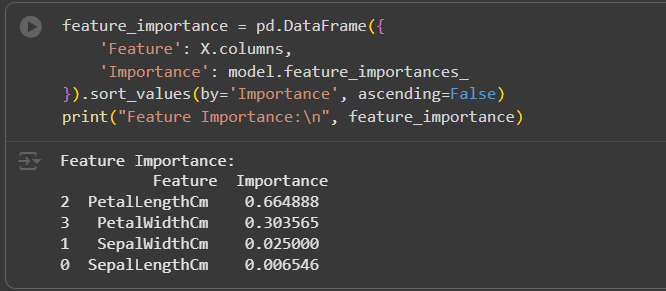 feature_importance = pd.DataFrame({
    'Feature': X.columns,
    'Importance': model.feature_importances_
}).sort_values(by='Importance', ascending=False)
print("Feature Importance:\n", feature_importance)
Feature Importance:
         Feature  Importance
2  PetalLengthCm    0.664888
3   PetalWidthCm    0.303565
1   SepalWidthCm    0.025000
0  SepalLengthCm    0.006546